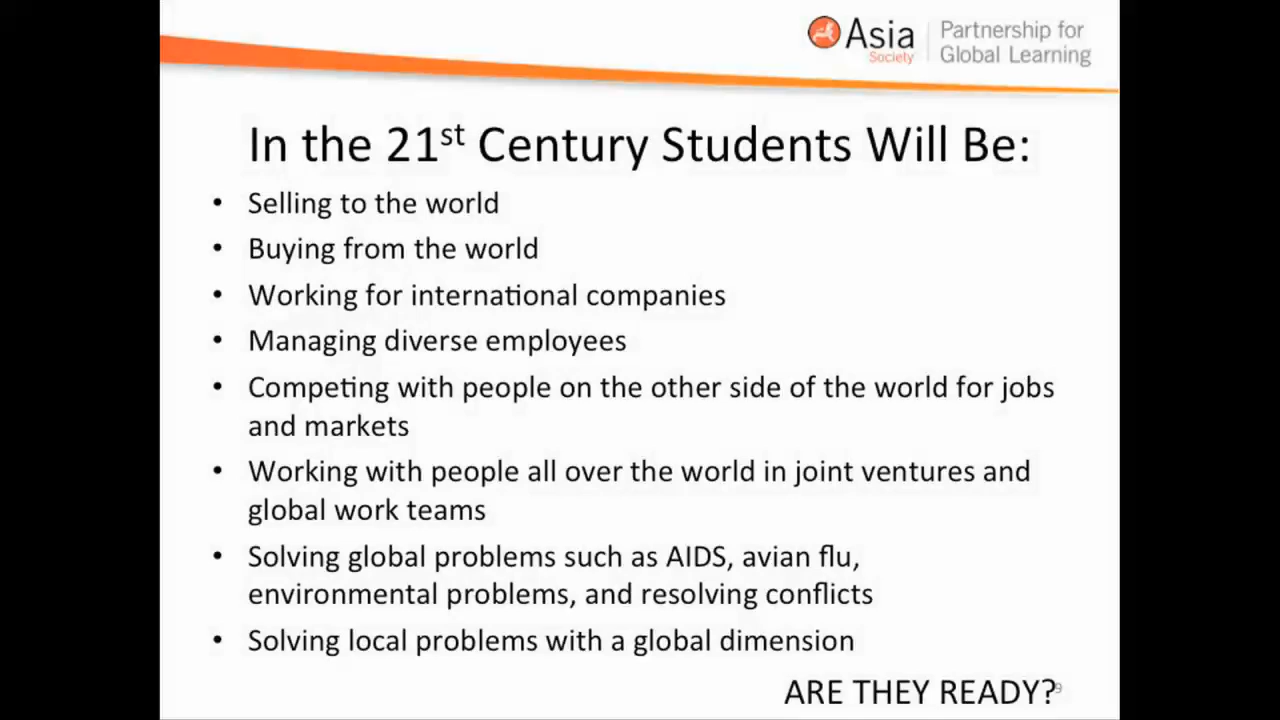 Asia
Society
Partnership for
Global Learning
In the 21st Century Students Will Be:
• Selling to the world
• Buying from the world
• Working for international companies
• Managing diverse employees
• Competing with people on the other side of the world for jobs
and markets
• Working with people all over the world in joint ventures and
global work teams
• Solving global problems such as AIDS, avian flu,
environmental problems, and resolving conflicts
• Solving local problems with a global dimension
ARE THEY READY?
9